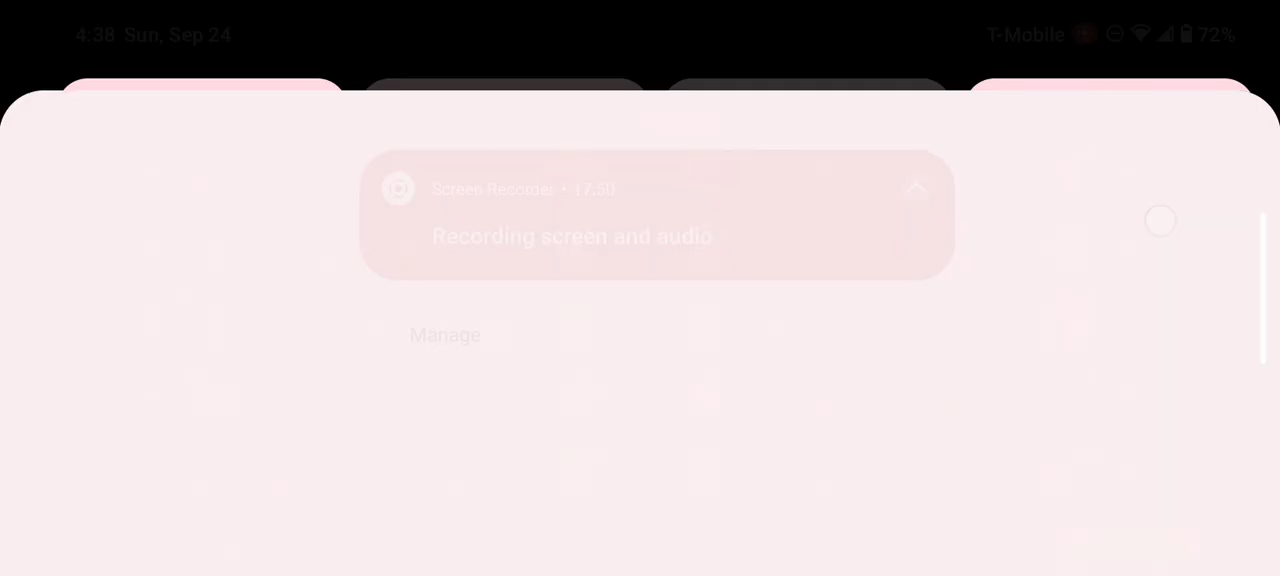 4:38 Sun, Sep 24
T-Mobile 72%
Screen Recorder • 17:50
Recording screen and audio
Manage